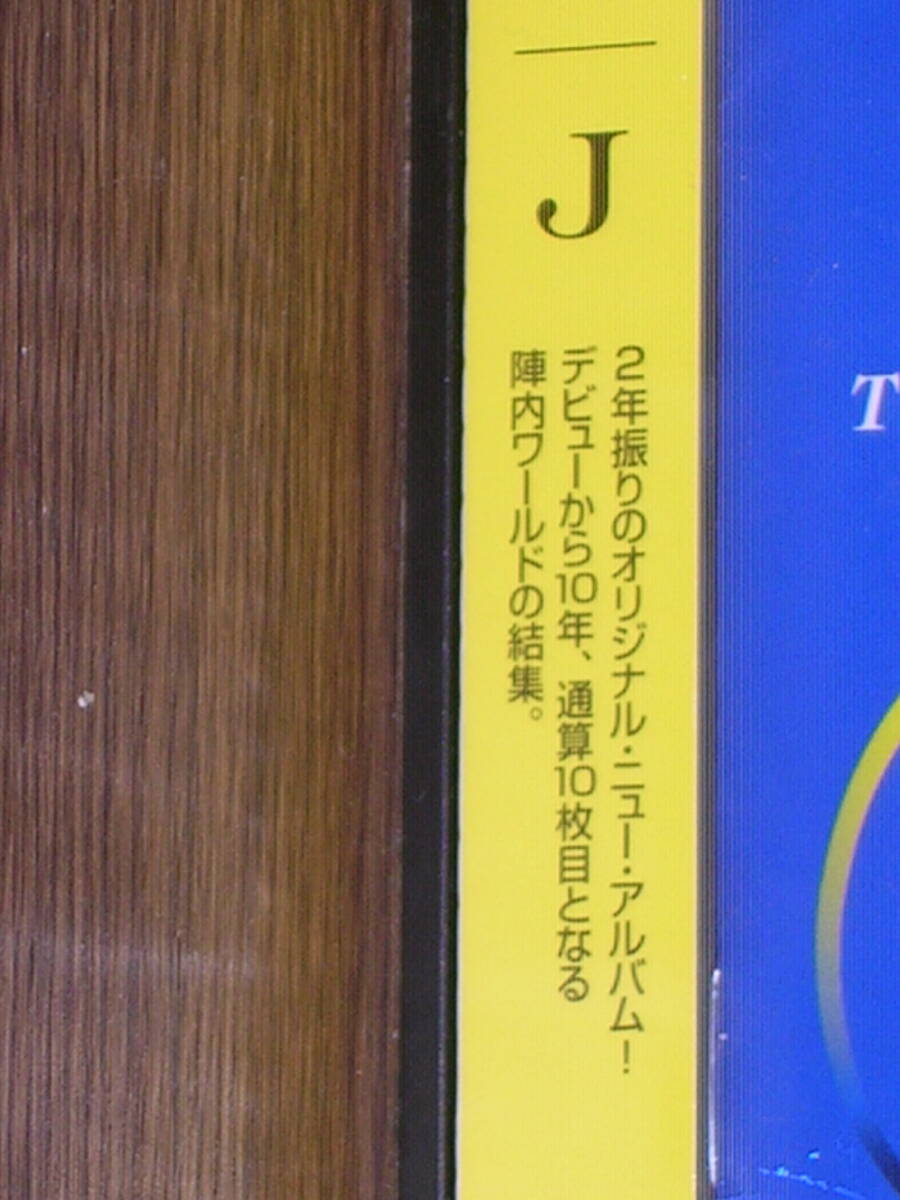 J
2年振りのオリジナル・ニュー・アルバム!
デビューから10年、通算10枚目となる
陣内ワールドの結集。
T